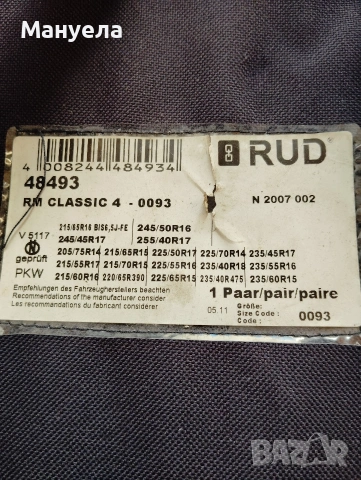 Мануела
4 008244 484934
RUD
48493
RM CLASSIC 4 - 0093
N 2007 002
215/65R16 BIS6,5J-FE 245/50R16
245/45R17 255/40R17
V 5117
N
geprüft
PKW
205/75R14 215/65R15 225/50R17 225/70R14 235/45R17
215/55R17 220/70R15 225/55R16 235/40R18 235/55R16
215/60R16 220/65R390 225/65R15 235/40R475 235/60R15
Empfehlungen des Fahrzeugherstellers beachten
Recommendations of the manufacturer consider
Les recommandations du fabricant considérer
1 Paar/pair/paire
05.11
Größe:
Size Code :
Code :
0093
BAZAR
bg